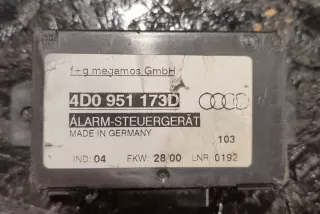 f+g megamos GmbH
4D0 951 173D
ALARM-STEUERGERÄT
MADE IN GERMANY
103
IND: 04 FKW: 28/00 LNR: 0192